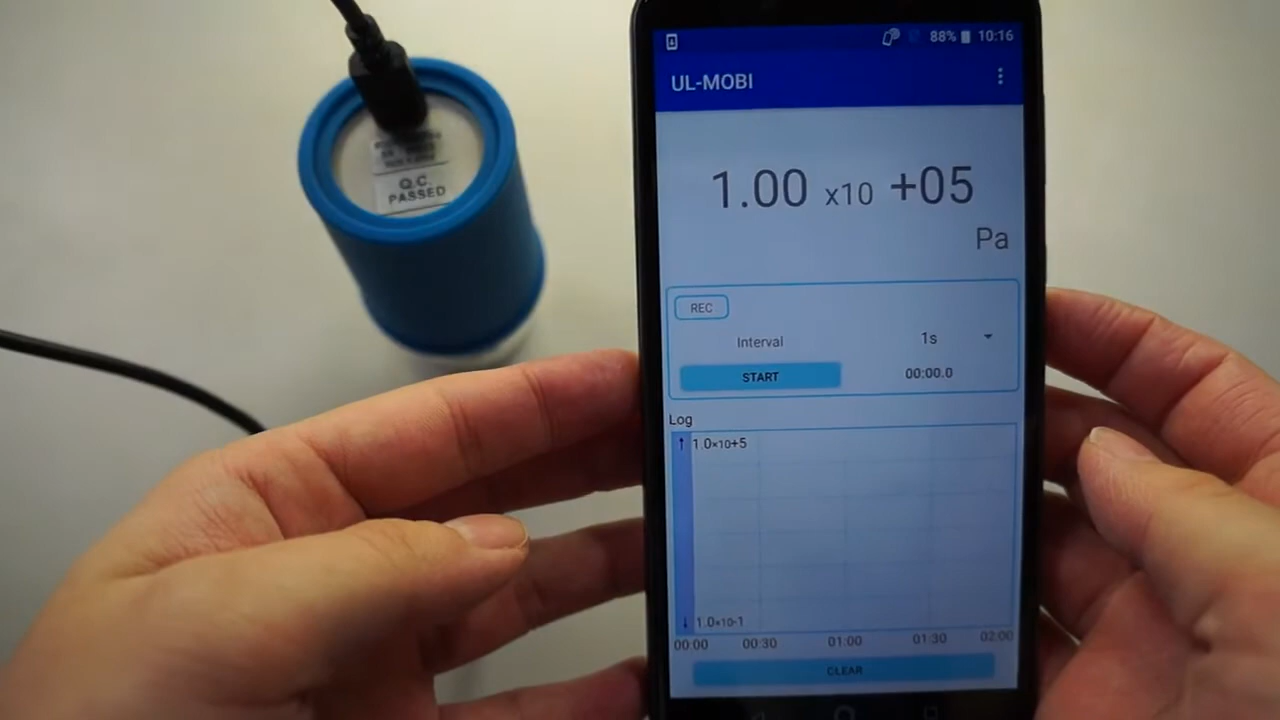 Q.C.
PASSED
88% 10:16
UL-MOBI
1.00 x10 +05
Pa
REC
Interval 1s
START 00:00.0
Log
↑ 1.0×10+5
↓ 1.0×10-1
00:00 00:30 01:00 01:30 02:00
CLEAR